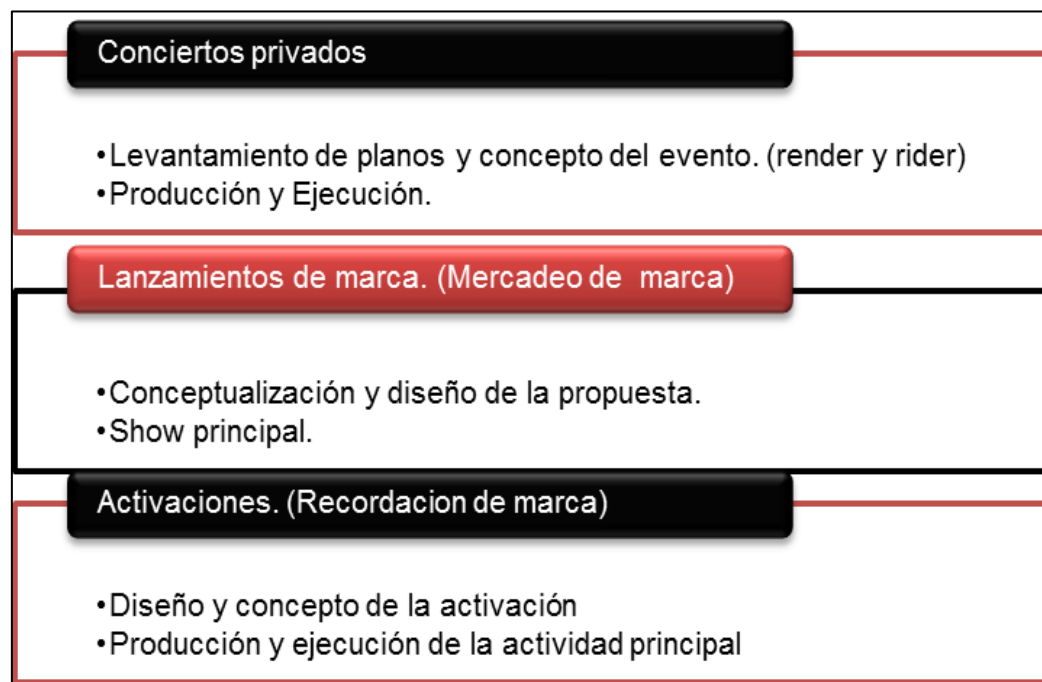 Conciertos privados
•Levantamiento de planos y concepto del evento. (render y rider)
•Producción y Ejecución.
Lanzamientos de marca. (Mercadeo de  marca)
•Conceptualización y diseño de la propuesta.
•Show principal.
Activaciones. (Recordacion de marca)
•Diseño y concepto de la activación
•Producción y ejecución de la actividad principal